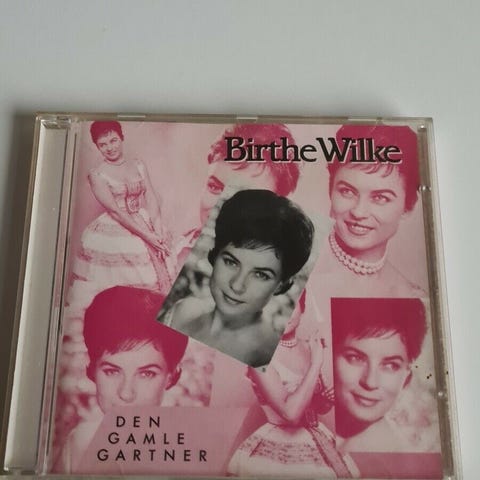 Birthe Wilke
DEN
GAMLE
GARTNER